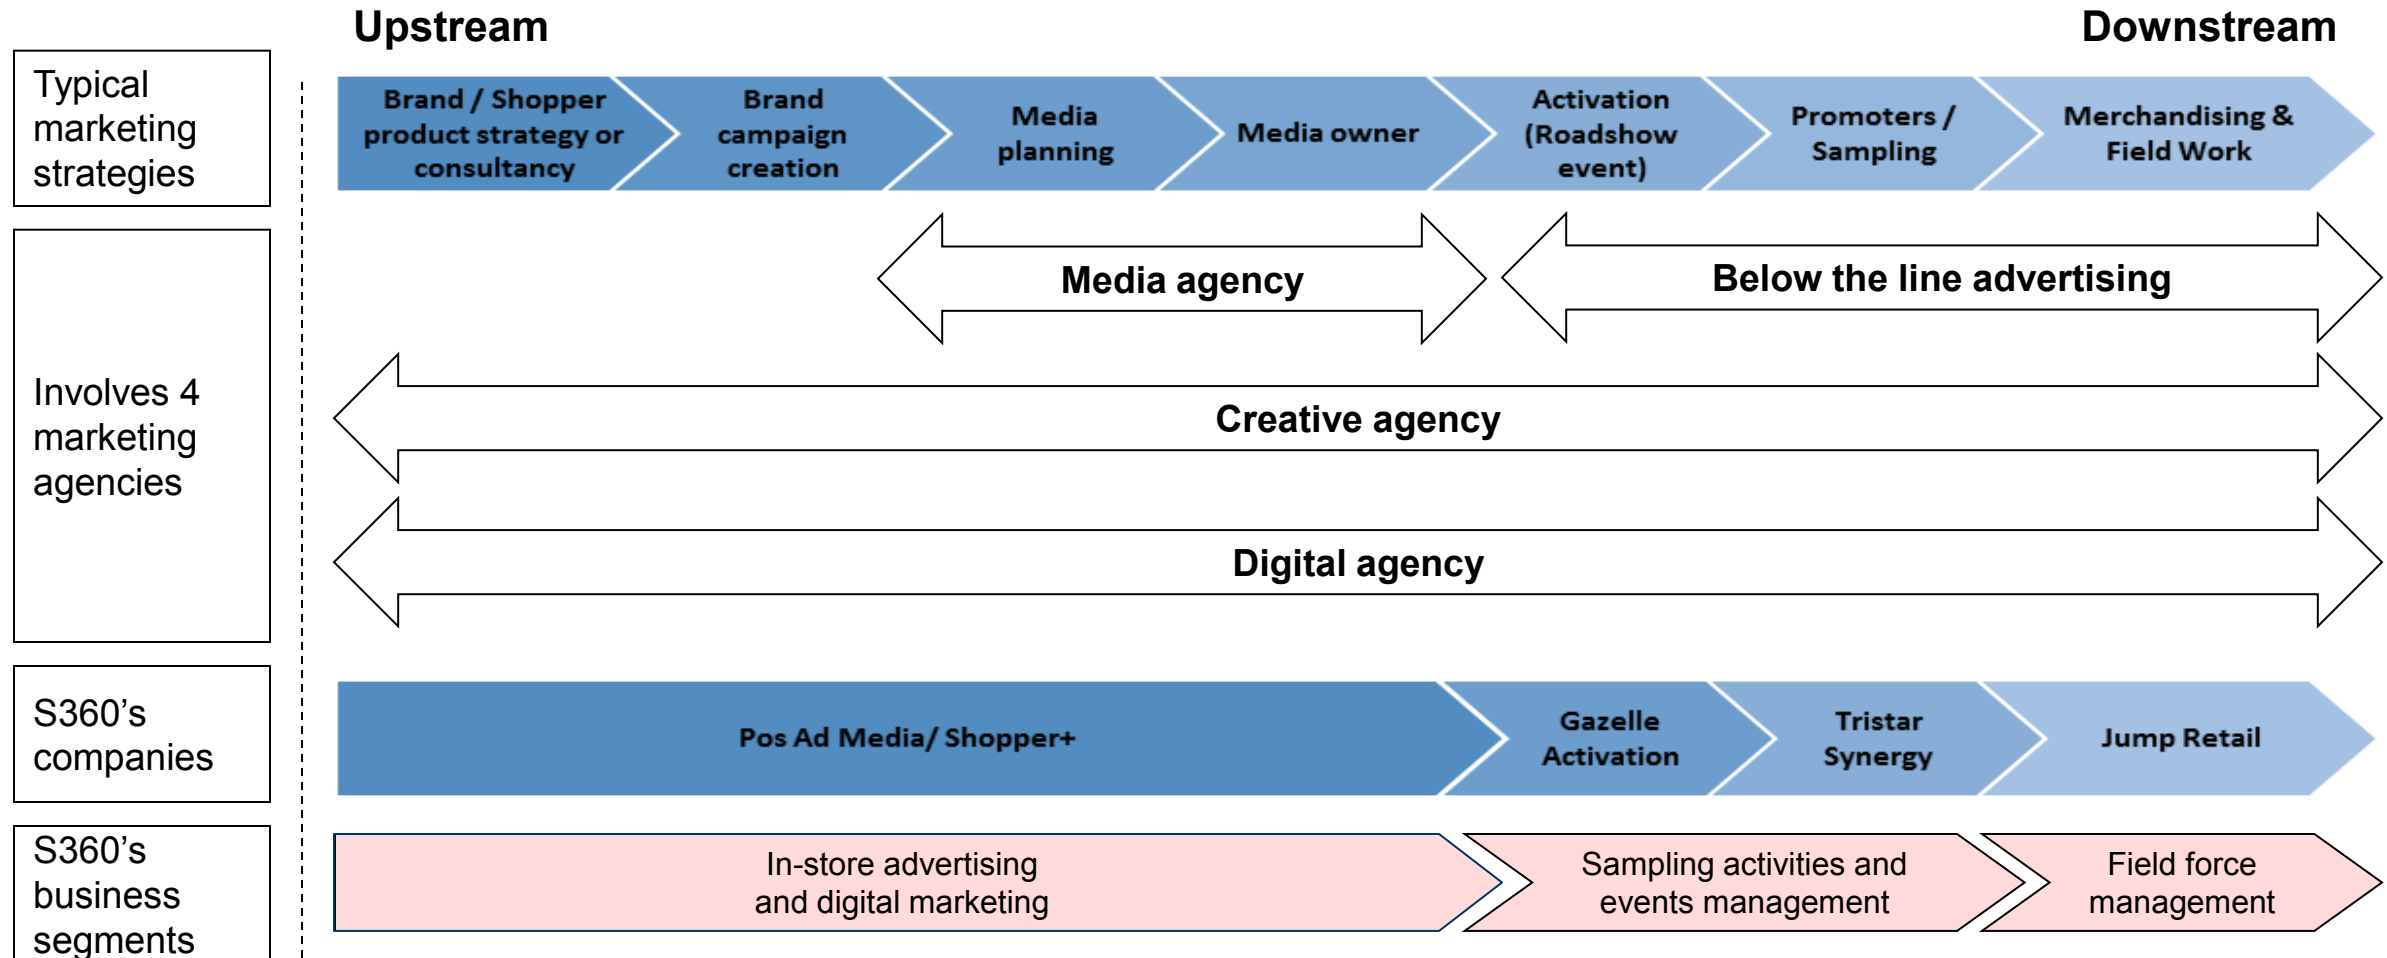 Upstream
Downstream
Typical
marketing
strategies
Brand / Shopper
product strategy or
consultancy
Brand
campaign
creation
Media
planning
Media owner
Activation
(Roadshow
event)
Promoters /
Sampling
Merchandising &
Field Work
Involves 4
marketing
agencies
Media agency
Below the line advertising
Creative agency
Digital agency
S360’s
companies
Pos Ad Media/ Shopper+
Gazelle
Activation
Tristar
Synergy
Jump Retail
S360’s
business
segments
In-store advertising
and digital marketing
Sampling activities and
events management
Field force
management